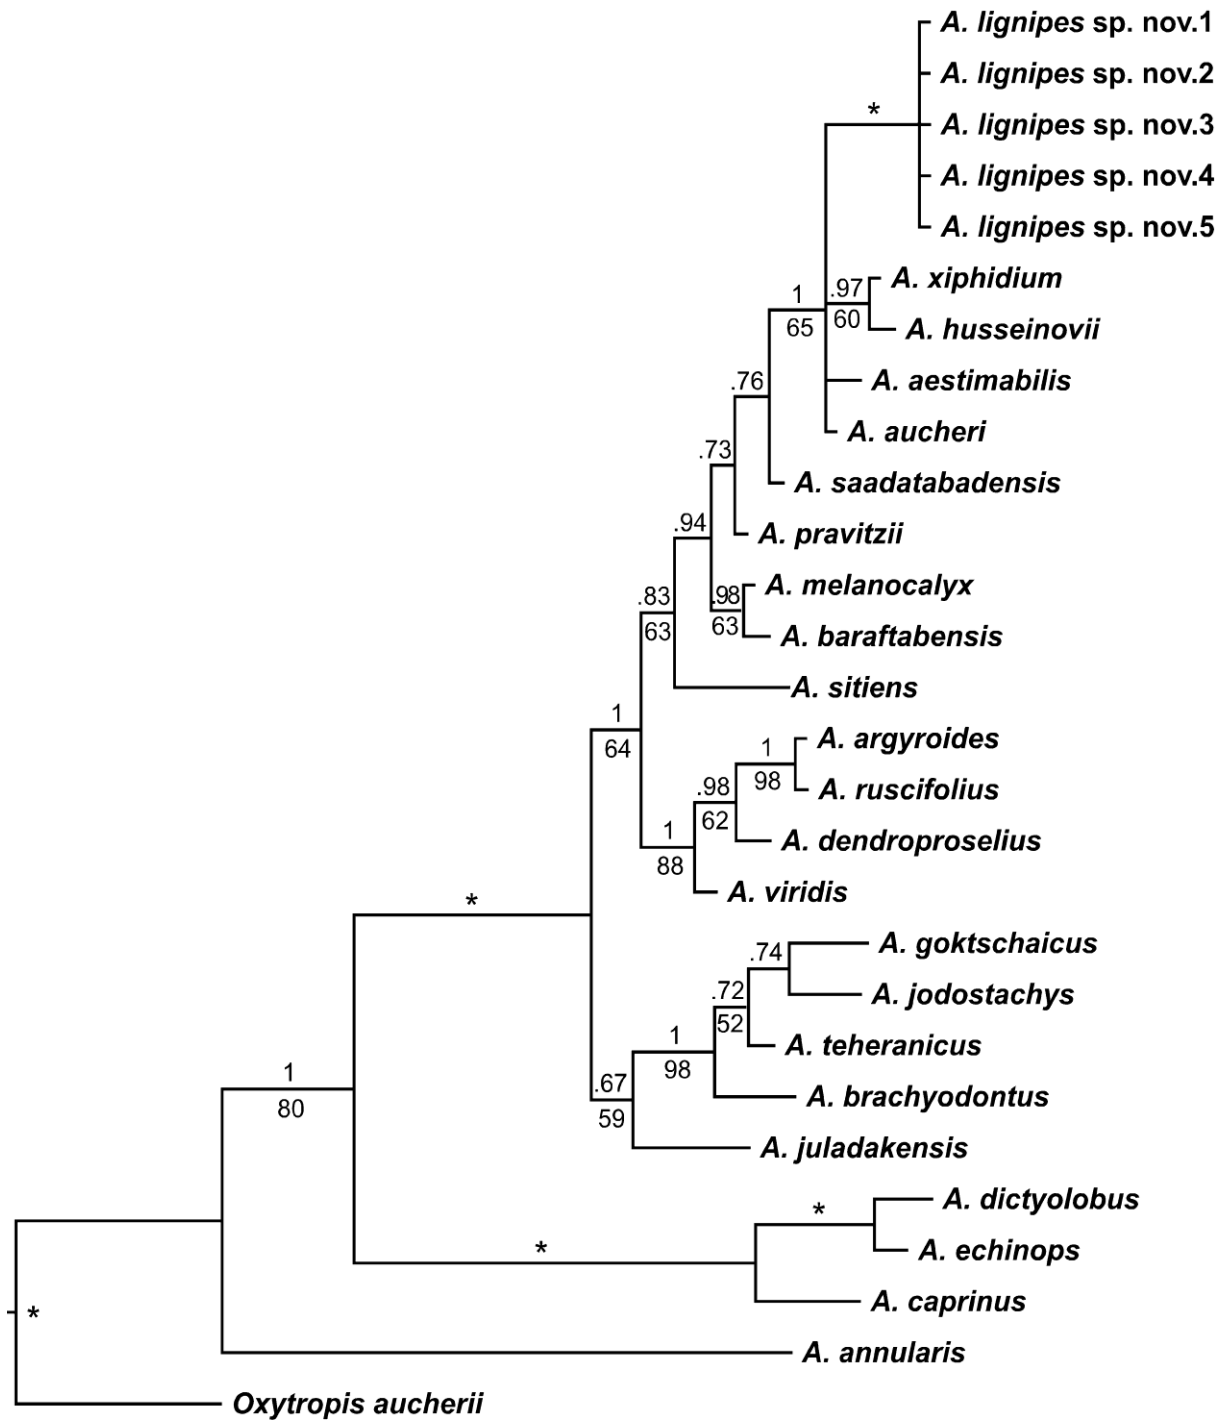 A. lignipes sp. nov.1
A. lignipes sp. nov.2
*
A. lignipes sp. nov.3
A. lignipes sp. nov.4
A. lignipes sp. nov.5
A. xiphidium
1
.97
65
60
A. husseinovii
.76
A. aestimabilis
A. aucheri
.73
A. saadatabadensis
.94
A. pravitzii
.83
.98
A. melanocalyx
63
63
A. baraftabensis
A. sitiens
1
64
1
A. argyroides
.98
98
A. ruscifolius
1
62
A. dendroproselius
88
A. viridis
*
.74
A. goktschaicus
.72
A. jodostachys
1
52
A. teheranicus
1
98
.67
A. brachyodontus
80
59
A. juladakensis
*
A. dictyolobus
*
A. echinops
*
A. caprinus
A. annularis
Oxytropis aucherii